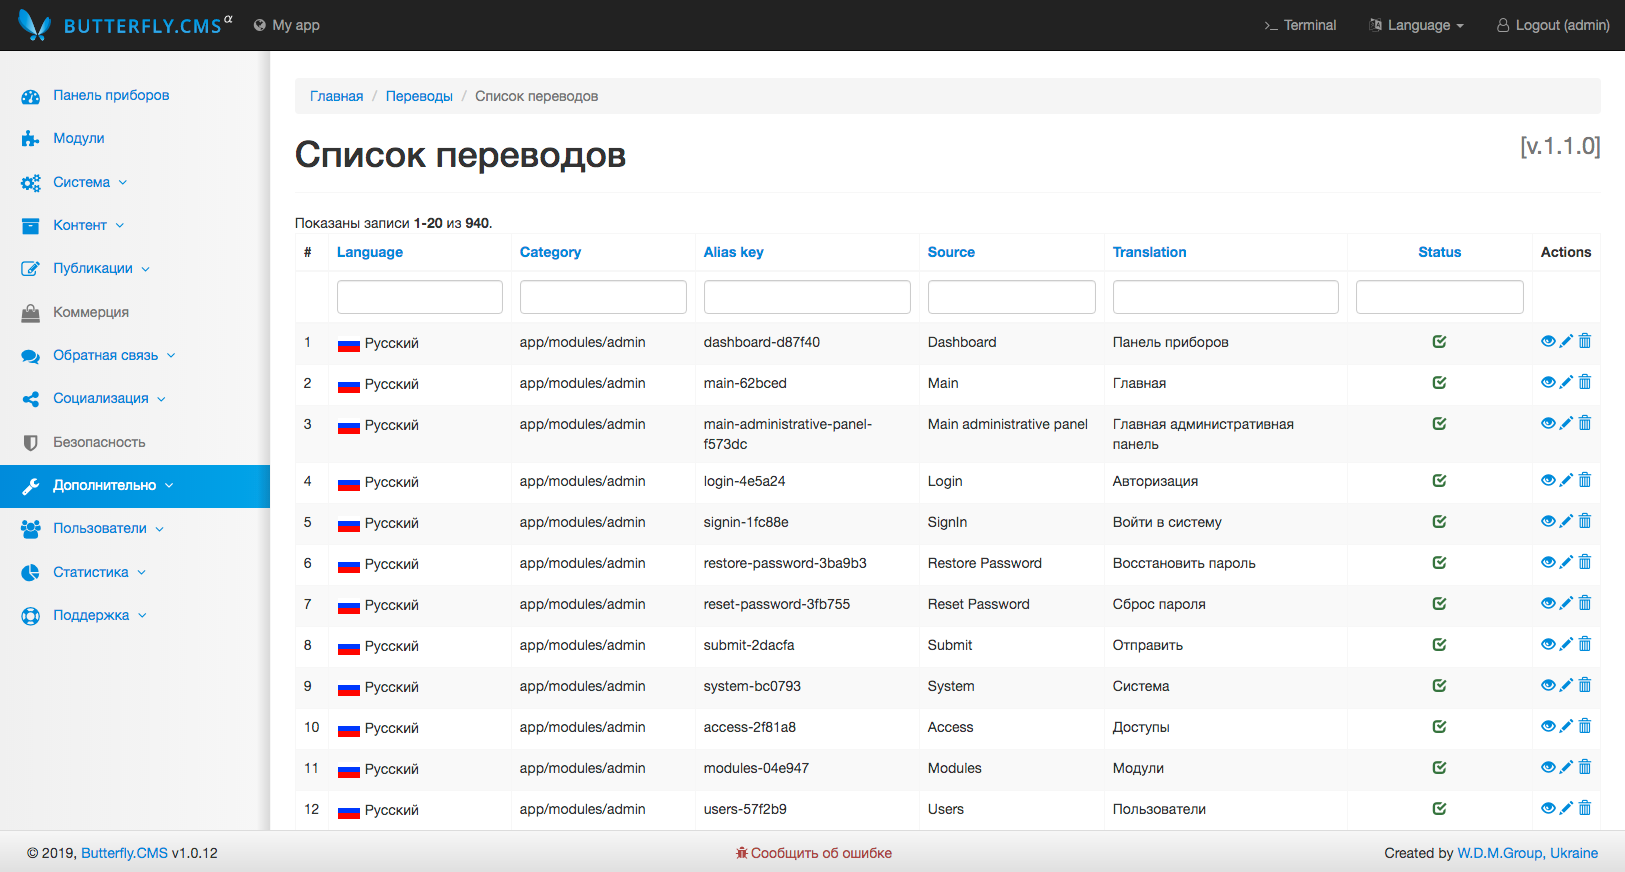 BUTTERFLY.CMS α My app Terminal Language Logout (admin)
Панель приборов
Модули
Система
Контент
Публикации
Коммерция
Обратная связь
Социализация
Безопасность
Дополнительно
Пользователи
Статистика
Поддержка
Главная / Переводы / Список переводов
Список переводов [v.1.1.0]
Показаны записи 1-20 из 940.
# Language Category Alias key Source Translation Status Actions
1 Русский app/modules/admin dashboard-d87f40 Dashboard Панель приборов
2 Русский app/modules/admin main-62bced Main Главная
3 Русский app/modules/admin main-administrative-panel- Main administrative panel Главная административная
f573dc панель
4 Русский app/modules/admin login-4e5a24 Login Авторизация
5 Русский app/modules/admin signin-1fc88e SignIn Войти в систему
6 Русский app/modules/admin restore-password-3ba9b3 Restore Password Восстановить пароль
7 Русский app/modules/admin reset-password-3fb755 Reset Password Сброс пароля
8 Русский app/modules/admin submit-2dacfa Submit Отправить
9 Русский app/modules/admin system-bc0793 System Система
10 Русский app/modules/admin access-2f81a8 Access Доступы
11 Русский app/modules/admin modules-04e947 Modules Модули
12 Русский app/modules/admin users-57f2b9 Users Пользователи
© 2019, Butterfly.CMS v1.0.12 Сообщить об ошибке Created by W.D.M.Group, Ukraine